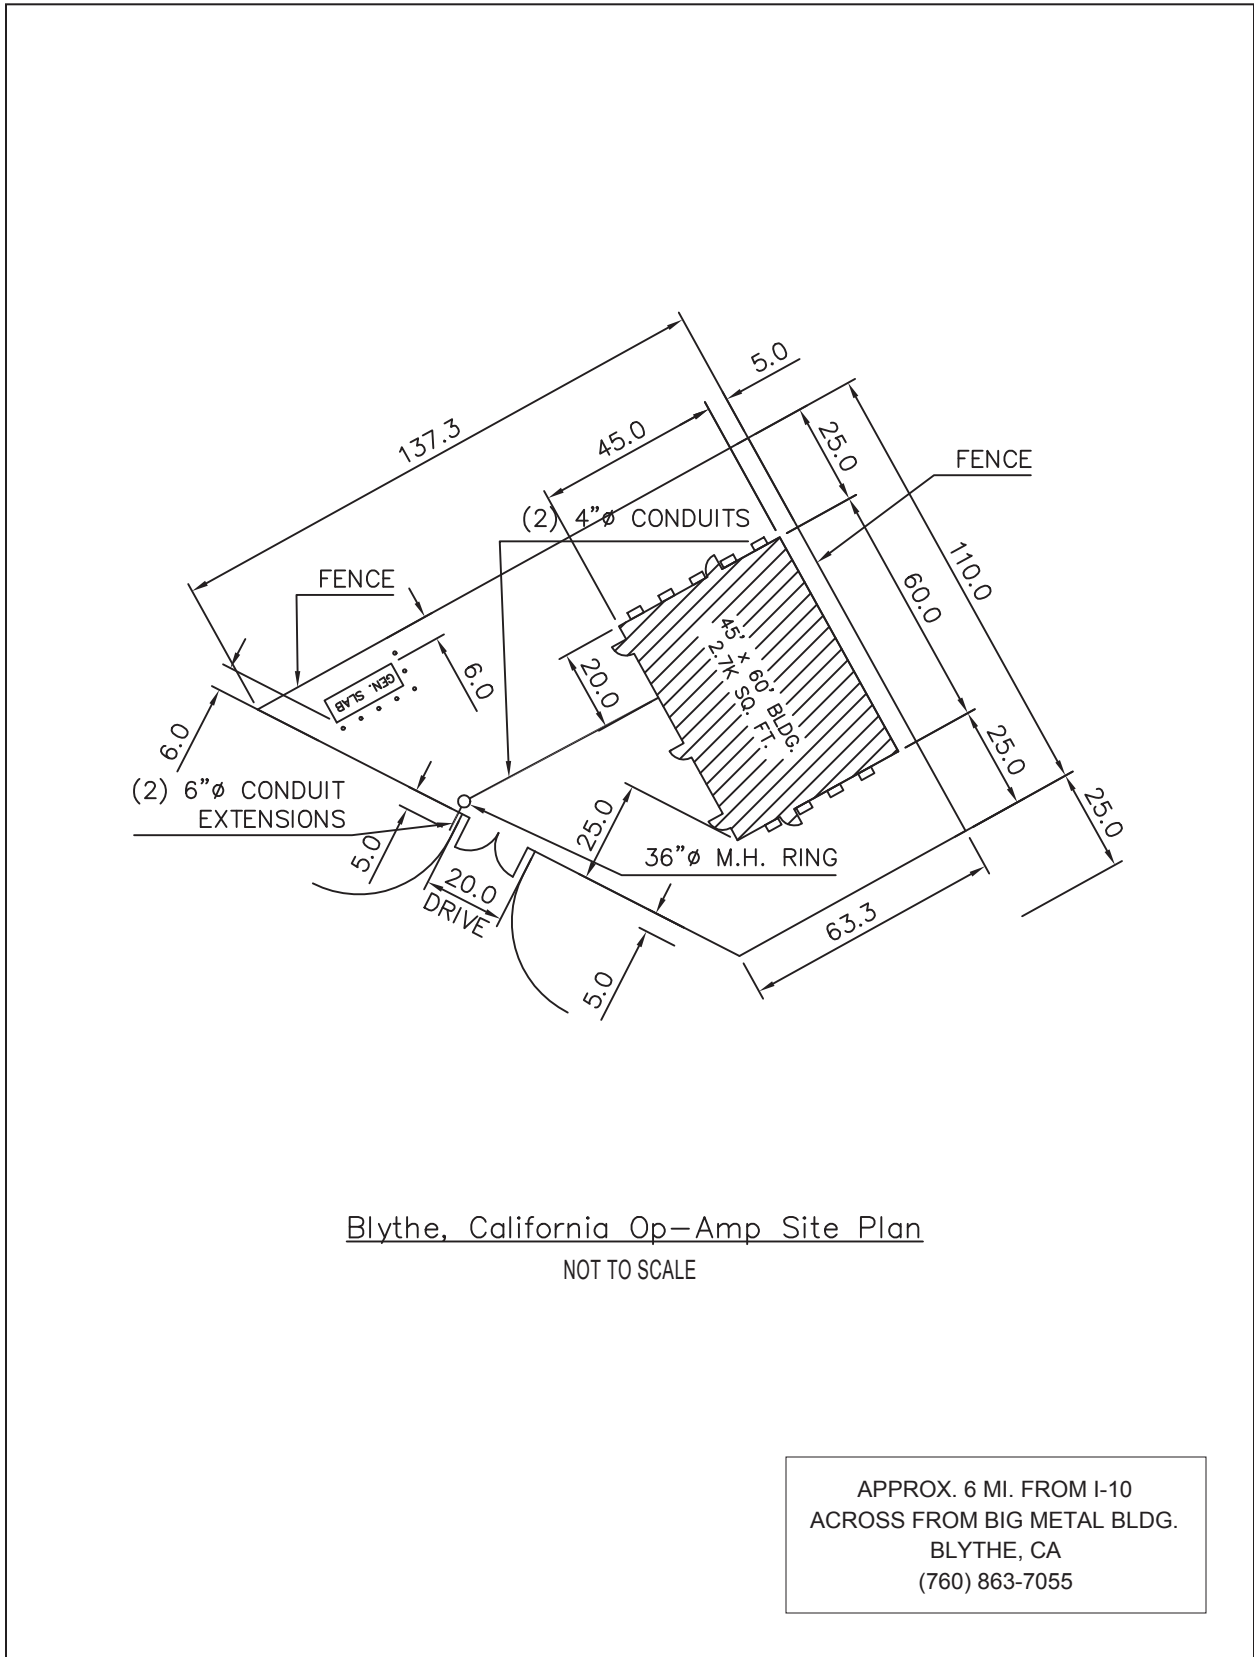 137.3
5.0
45.0
25.0
FENCE
(2) 4"ø CONDUITS
110.0
FENCE
60.0
45' x 60' BLDG.
2.7K SQ. FT.
20.0
6.0
GEN. SLAB
6.0
25.0
(2) 6"ø CONDUIT
EXTENSIONS
25.0
25.0
5.0
36"ø M.H. RING
20.0
DRIVE
63.3
5.0
Blythe, California Op-Amp Site Plan
NOT TO SCALE
APPROX. 6 MI. FROM I-10
ACROSS FROM BIG METAL BLDG.
BLYTHE, CA
(760) 863-7055